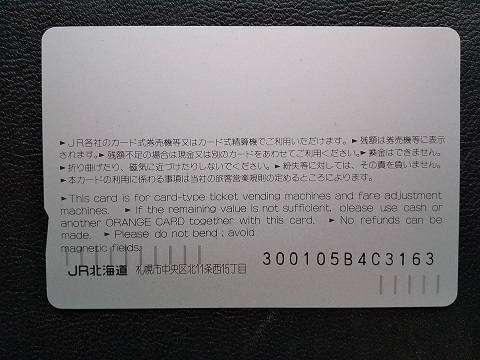 ►JR各社のカード式券売機等又はカード式精算機でご利用いただけます。►残額は券売機等に表示
されます。►残額不足の場合は現金又は別のカードをあわせてご利用ください。►換金はできません。
►折り曲げたり、磁気に近づけたりしないでください。►紛失等に対しては、その責を負いません。
►本カードの利用に係わる事項は当社の旅客営業規則の定めるところによります。
►This card is for card-type ticket vending machines and fare adjustment
machines. ►If the remaining value is not sufficient, please use cash or
another ORANGE CARD together with this card. ►No refunds can be
made. ►Please do not bend; avoid
magnetic fields.
JR北海道 札幌市中央区北11条西15丁目
300105B4C3163